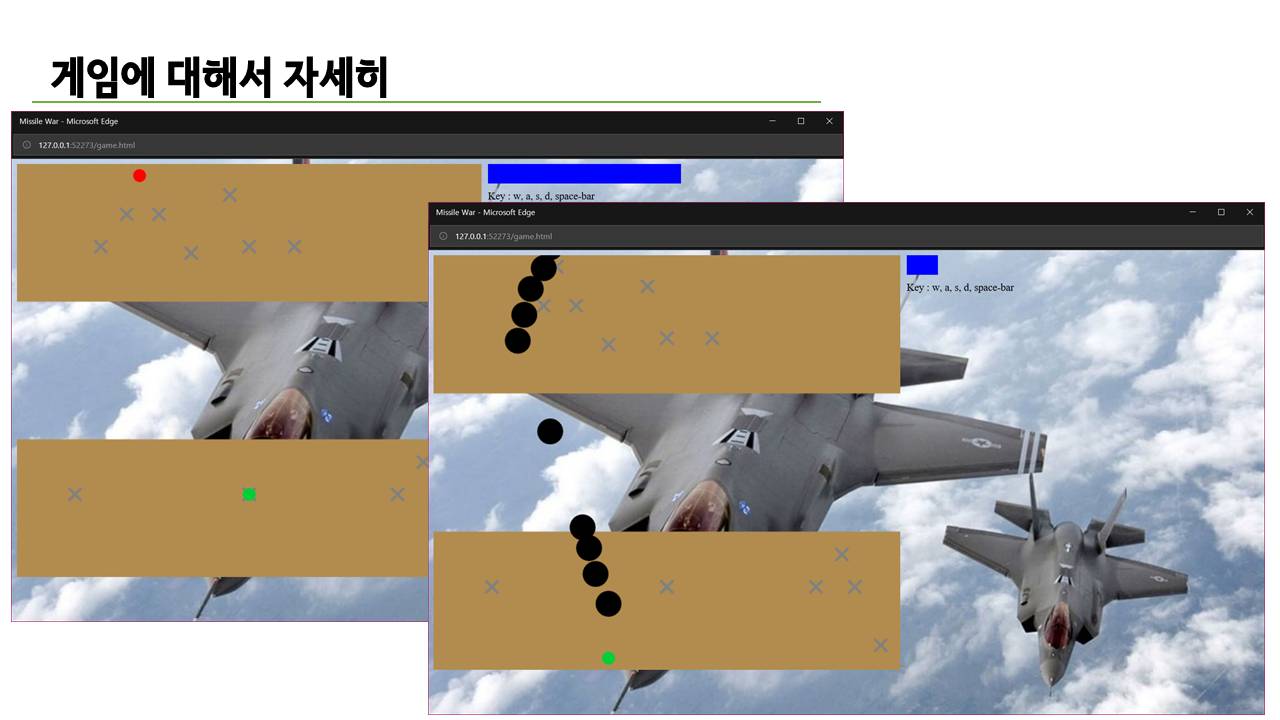 게임에 대해서 자세히
Missile War - Microsoft Edge
127.0.0.1:52273/game.html
Key : w, a, s, d, space-bar
Missile War - Microsoft Edge
127.0.0.1:52273/game.html
Key : w, a, s, d, space-bar